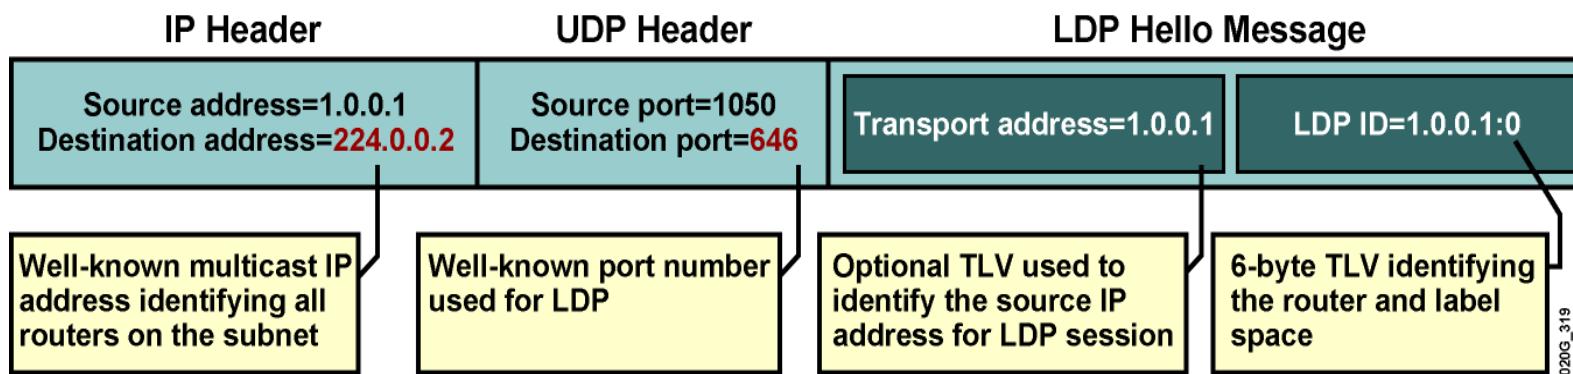 IP Header
UDP Header
LDP Hello Message
Source address=1.0.0.1
Destination address=224.0.0.2
Source port=1050
Destination port=646
Transport address=1.0.0.1
LDP ID=1.0.0.1:0
Well-known multicast IP
address identifying all
routers on the subnet
Well-known port number
used for LDP
Optional TLV used to
identify the source IP
address for LDP session
6-byte TLV identifying
the router and label
space
020G_319